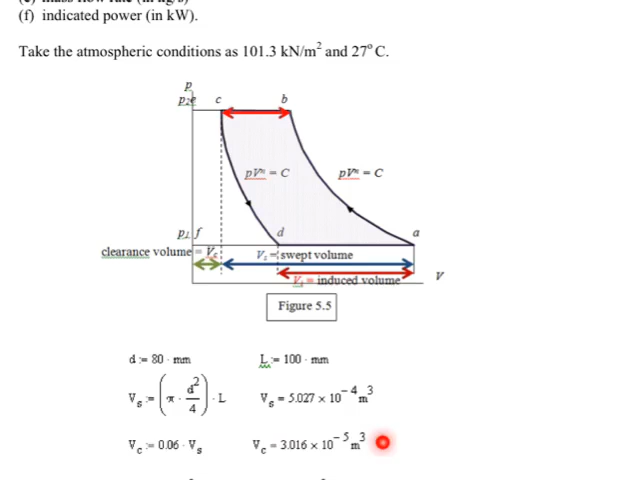 (f) indicated power (in kW).
Take the atmospheric conditions as 101.3 kN/m² and 27°C.
p
p₂e c b
pVⁿ = C pVⁿ = C
p₁ f d a
clearance volume = V꜀ Vₛ = swept volume
V
= induced volume
Figure 5.5
d := 80 · mm L := 100 · mm
Vₛ := (π · d²/4) · L Vₛ = 5.027 × 10⁻⁴ m³
V꜀ := 0.06 · Vₛ V꜀ = 3.016 × 10⁻⁵ m³